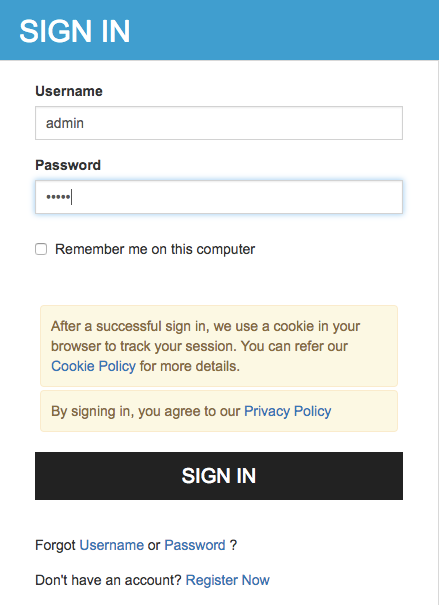 SIGN IN
Username
admin
Password
•••••
Remember me on this computer
After a successful sign in, we use a cookie in your
browser to track your session. You can refer our
Cookie Policy for more details.
By signing in, you agree to our Privacy Policy
SIGN IN
Forgot Username or Password ?
Don't have an account? Register Now